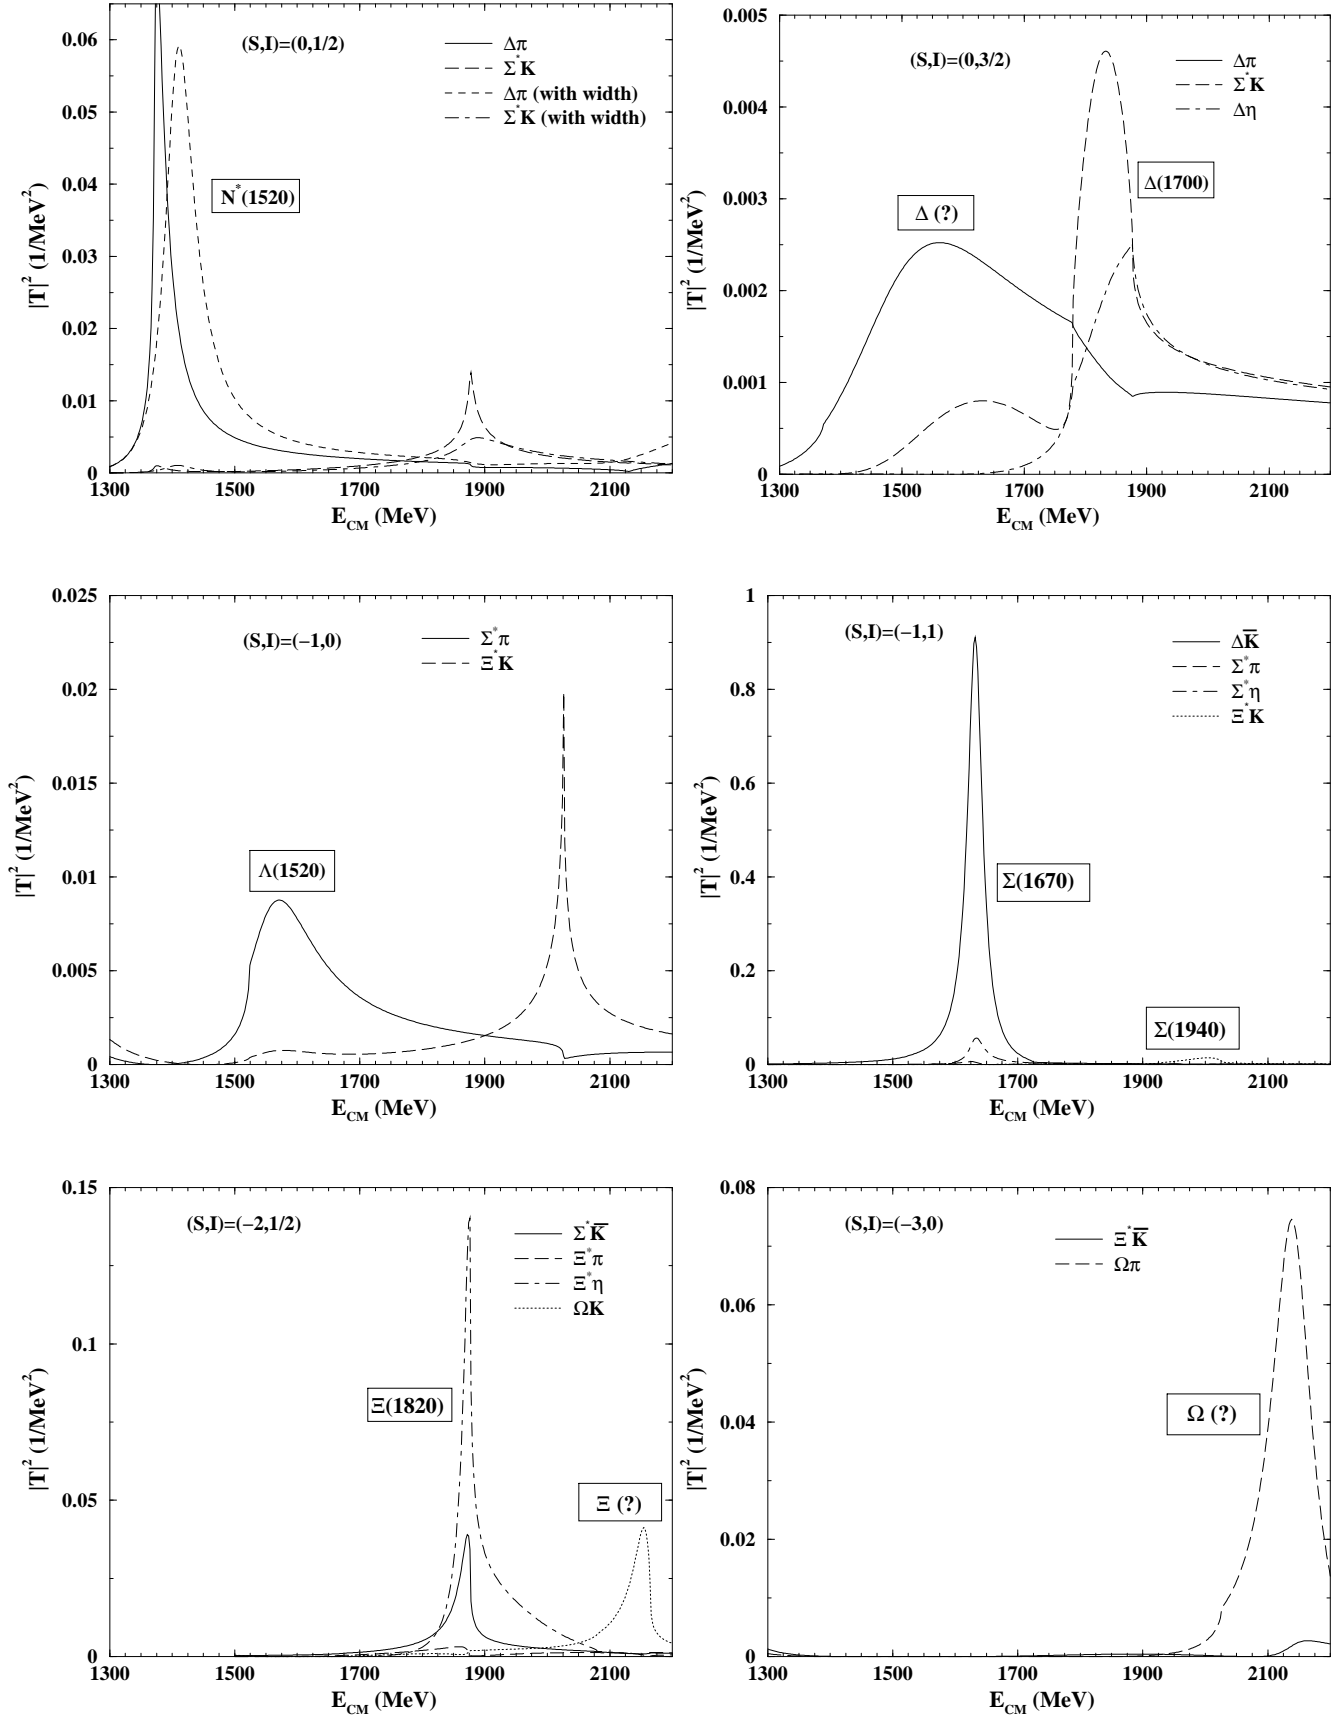 (S,I)=(0,1/2)
Δπ
Σ*K
Δπ (with width)
Σ*K (with width)
N*(1520)
0.06
0.05
0.04
0.03
0.02
0.01
0
1300 1500 1700 1900 2100
|T|² (1/MeV²)
E_CM (MeV)
(S,I)=(0,3/2)
Δπ
Σ*K
Δη
Δ (?)
Δ(1700)
0.005
0.004
0.003
0.002
0.001
0
1300 1500 1700 1900 2100
|T|² (1/MeV²)
E_CM (MeV)
(S,I)=(−1,0)
Σ*π
Ξ*K
Λ(1520)
0.025
0.02
0.015
0.01
0.005
0
1300 1500 1700 1900 2100
|T|² (1/MeV²)
E_CM (MeV)
(S,I)=(−1,1)
ΔK̅
Σ*π
Σ*η
Ξ*K
Σ(1670)
Σ(1940)
1
0.8
0.6
0.4
0.2
0
1300 1500 1700 1900 2100
|T|² (1/MeV²)
E_CM (MeV)
(S,I)=(−2,1/2)
Σ*K̅
Ξ*π
Ξ*η
ΩK
Ξ(1820)
Ξ (?)
0.15
0.1
0.05
0
1300 1500 1700 1900 2100
|T|² (1/MeV²)
E_CM (MeV)
(S,I)=(−3,0)
Ξ*K̅
Ωπ
Ω (?)
0.08
0.06
0.04
0.02
0
1300 1500 1700 1900 2100
|T|² (1/MeV²)
E_CM (MeV)